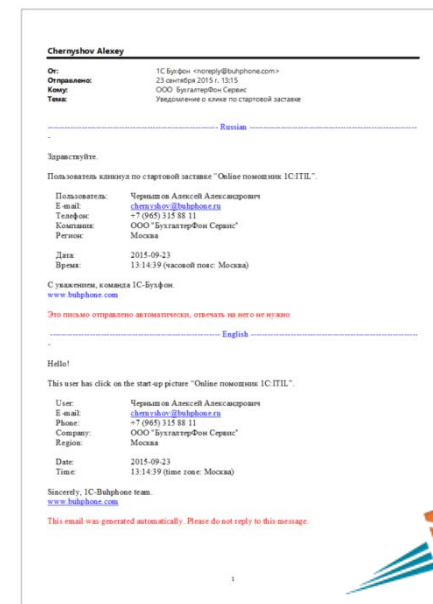 Chernyshov Alexey
От: 1С Бухфон <noreply@buhphone.com>
Отправлено: 23 сентября 2015 г. 13:15
Кому: ООО БухгалтерФон Сервис
Тема: Уведомление о клике по стартовой заставке
---------- Russian ----------
-
Здравствуйте.
Пользователь кликнул по стартовой заставке "Online помощник 1С:ITIL".
Пользователь: Чернышов Алексей Александрович
E-mail: chernyshov@buhphone.ru
Телефон: +7 (965) 315 88 11
Компания: ООО "БухгалтерФон Сервис"
Регион: Москва
Дата: 2015-09-23
Время: 13:14:39 (часовой пояс: Москва)
С уважением, команда 1С-Бухфон.
www.buhphone.com
Это письмо отправлено автоматически, отвечать на него не нужно.
---------- English ----------
-
Hello!
This user has click on the start-up picture "Online помощник 1С:ITIL".
User: Чернышов Алексей Александрович
E-mail: chernyshov@buhphone.ru
Phone: +7 (965) 315 88 11
Company: ООО "БухгалтерФон Сервис"
Region: Москва
Date: 2015-09-23
Time: 13:14:39 (time zone: Москва)
Sincerely, 1C-Buhphone team.
www.buhphone.com
This email was generated automatically. Please do not reply to this message.
1